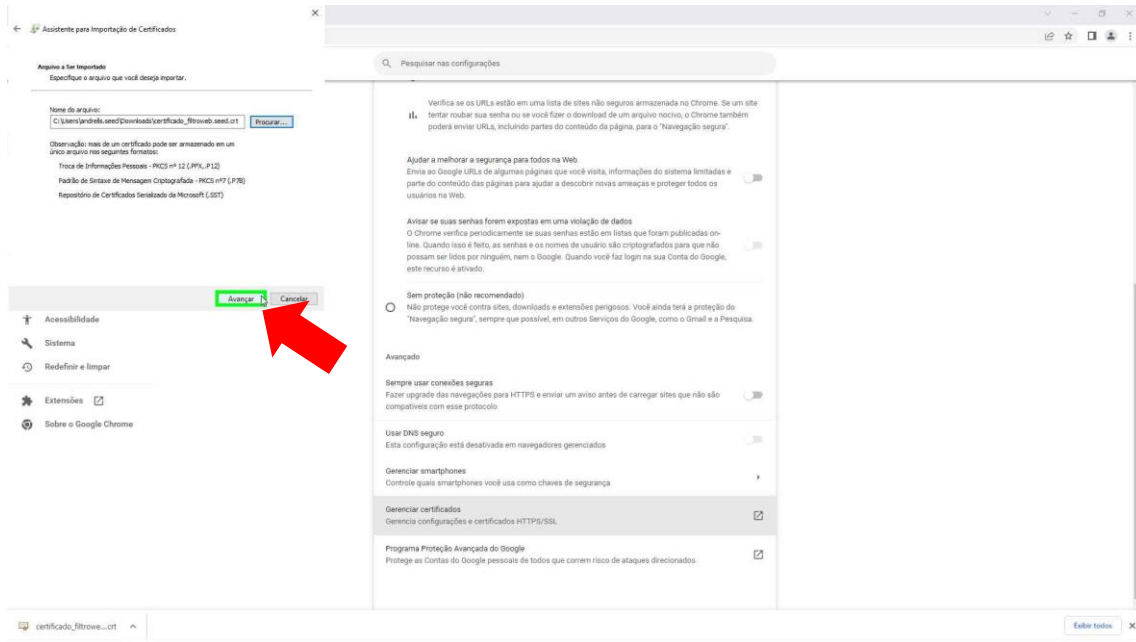 Assistente para Importação de Certificados
Arquivo a Ser Importado
Especifique o arquivo que você deseja importar.
Nome do arquivo:
C:\Users\andrells.seed\Downloads\certificado_filtroweb.seed.crt
Procurar...
Observação: mais de um certificado pode ser armazenado em um
único arquivo nos seguintes formatos:
Troca de Informações Pessoais - PKCS nº 12 (.PFX,.P12)
Padrão de Sintaxe de Mensagem Criptografada - PKCS nº7 (.P7B)
Repositório de Certificados Serializado da Microsoft (.SST)
Avançar
Cancelar
Acessibilidade
Sistema
Redefinir e limpar
Extensões
Sobre o Google Chrome
Pesquisar nas configurações
Verifica se os URLs estão em uma lista de sites não seguros armazenada no Chrome. Se um site
tentar roubar sua senha ou se você fizer o download de um arquivo nocivo, o Chrome também
poderá enviar URLs, incluindo partes do conteúdo da página, para o "Navegação segura".
Ajudar a melhorar a segurança para todos na Web
Envia ao Google URLs de algumas páginas que você visita, informações do sistema limitadas e
parte do conteúdo das páginas para ajudar a descobrir novas ameaças e proteger todos os
usuários na Web.
Avisar se suas senhas forem expostas em uma violação de dados
O Chrome verifica periodicamente se suas senhas estão em listas que foram publicadas on-
line. Quando isso é feito, as senhas e os nomes de usuário são criptografados para que não
possam ser lidos por ninguém, nem o Google. Quando você faz login na sua Conta do Google,
este recurso é ativado.
Sem proteção (não recomendado)
Não protege você contra sites, downloads e extensões perigosos. Você ainda terá a proteção do
"Navegação segura", sempre que possível, em outros Serviços do Google, como o Gmail e a Pesquisa.
Avançado
Sempre usar conexões seguras
Fazer upgrade das navegações para HTTPS e enviar um aviso antes de carregar sites que não são
compatíveis com esse protocolo
Usar DNS seguro
Esta configuração está desativada em navegadores gerenciados
Gerenciar smartphones
Controle quais smartphones você usa como chaves de segurança
Gerenciar certificados
Gerencia configurações e certificados HTTPS/SSL
Programa Proteção Avançada do Google
Protege as Contas do Google pessoais de todos que correm risco de ataques direcionados
certificado_filtrowe....crt
Exibir todos